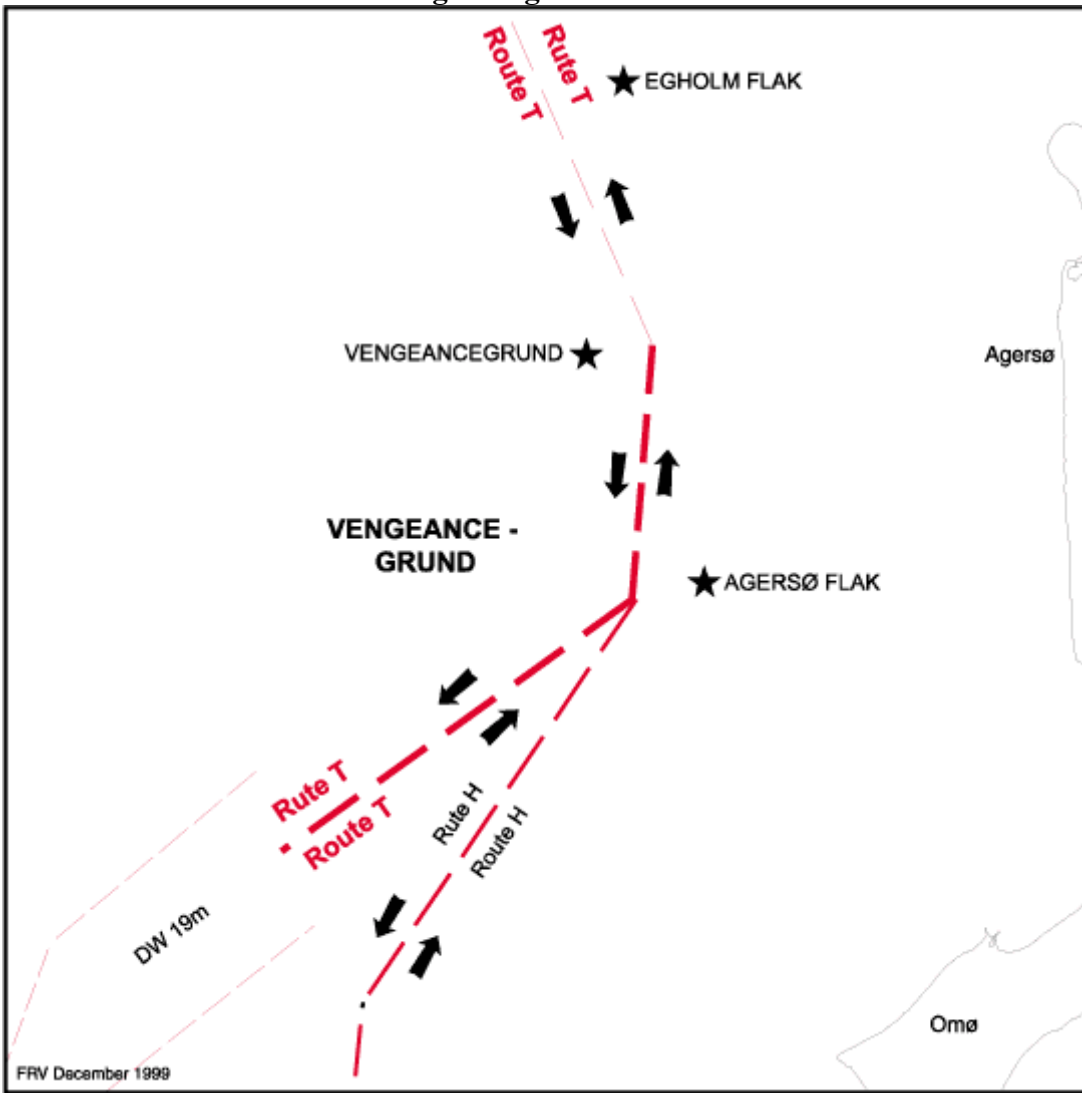 Rute T
Route T
EGHOLM FLAK
VENGEANCEGRUND
Agersø
VENGEANCE -
GRUND
AGERSØ FLAK
Rute T
Route T
Rute H
Route H
DW 19m
Omø
FRV December 1999